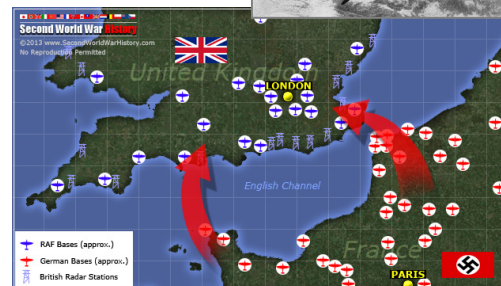 Second World War History
©2013 www.SecondWorldWarHistory.com
No Reproduction Permitted
United Kingdom
LONDON
English Channel
RAF Bases (approx.)
German Bases (approx.)
British Radar Stations
France
PARIS